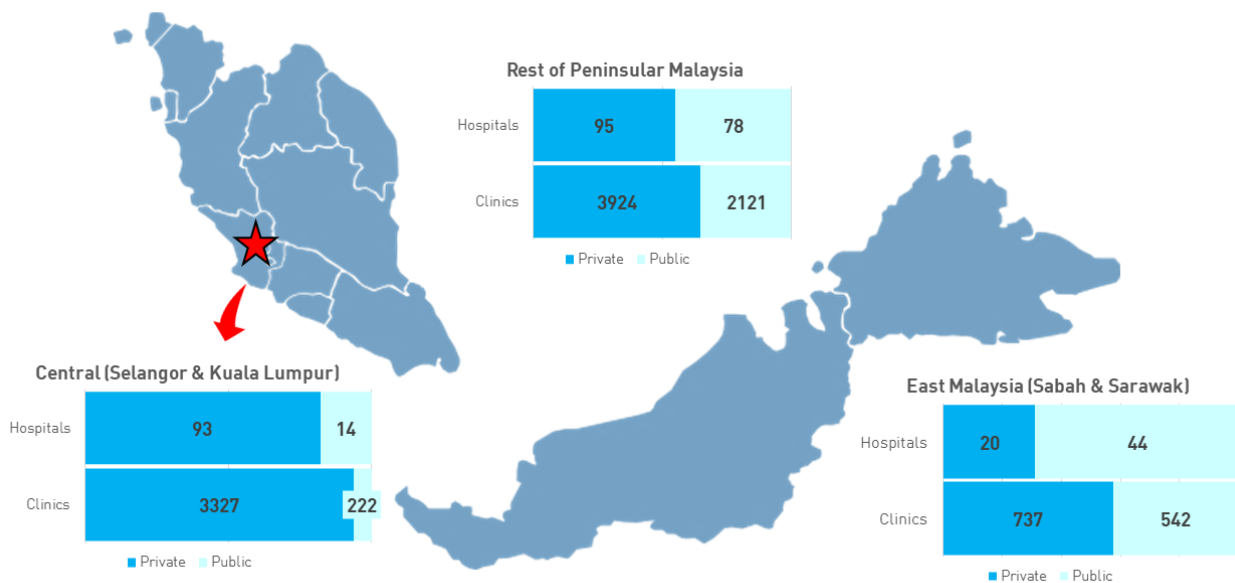 Rest of Peninsular Malaysia
Hospitals 95 78
Clinics 3924 2121
Private Public
Central (Selangor & Kuala Lumpur)
Hospitals 93 14
Clinics 3327 222
Private Public
East Malaysia (Sabah & Sarawak)
Hospitals 20 44
Clinics 737 542
Private Public